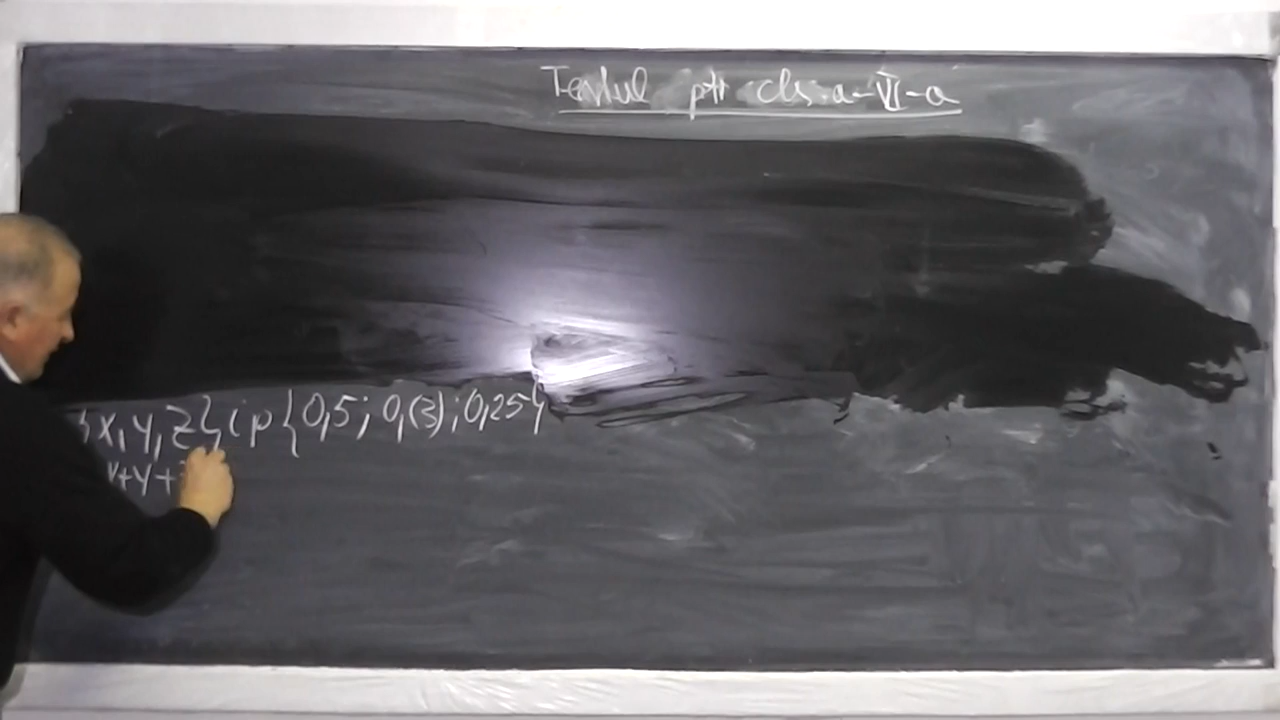 Testul ptr cls. a-VI-a
{x,y,z} ip {0,5; 0,(3); 0,25}
x+y+z